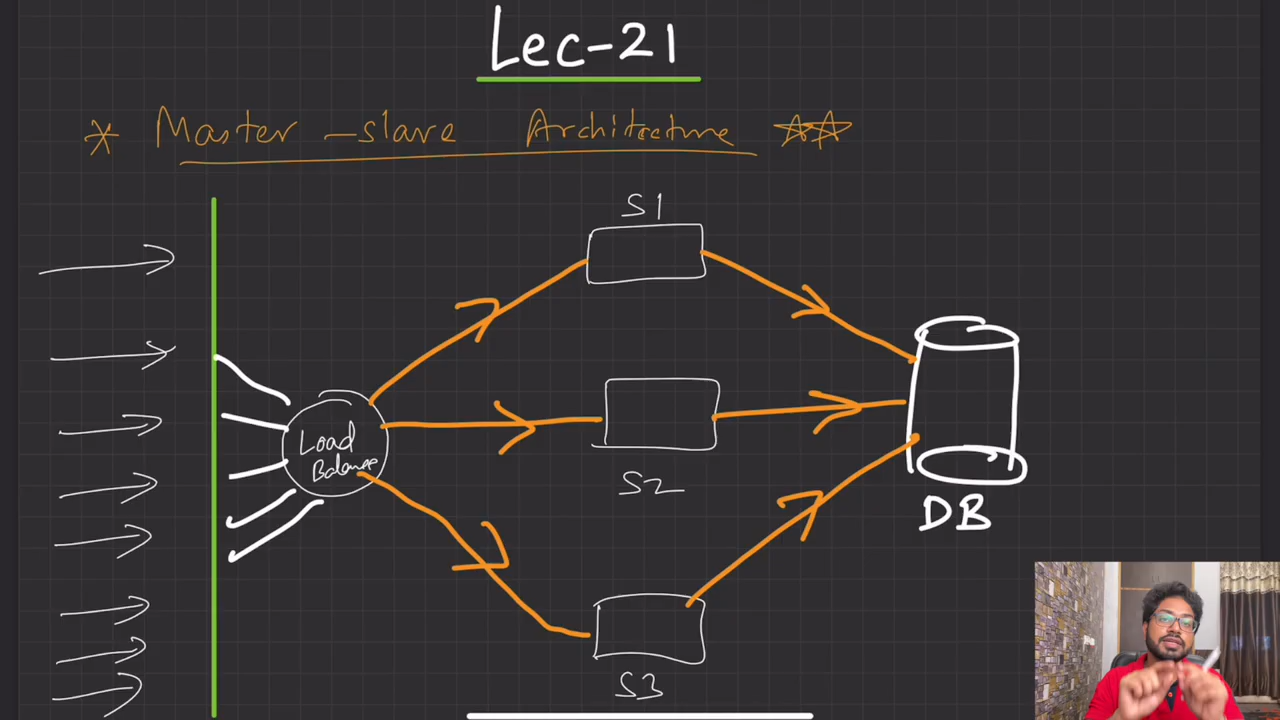 Lec-21
* Master-slave Architecture
S1
Load
Balancer
S2
DB
S3